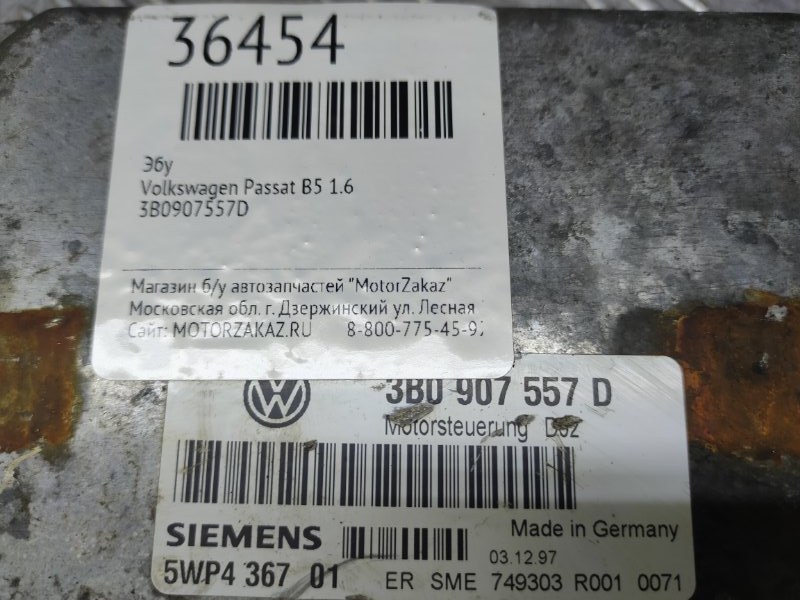 36454
Эбу
Volkswagen Passat B5 1.6
3B0907557D
Магазин б/у автозапчастей "MotorZakaz"
Московская обл. г. Дзержинский ул. Лесная
Сайт: MOTORZAKAZ.RU 8-800-775-45-9
3B0 907 557 D
Motorsteuerung
SIEMENS Made in Germany
03.12.97
5WP4 367 01 ER SME 749303 R001 0071